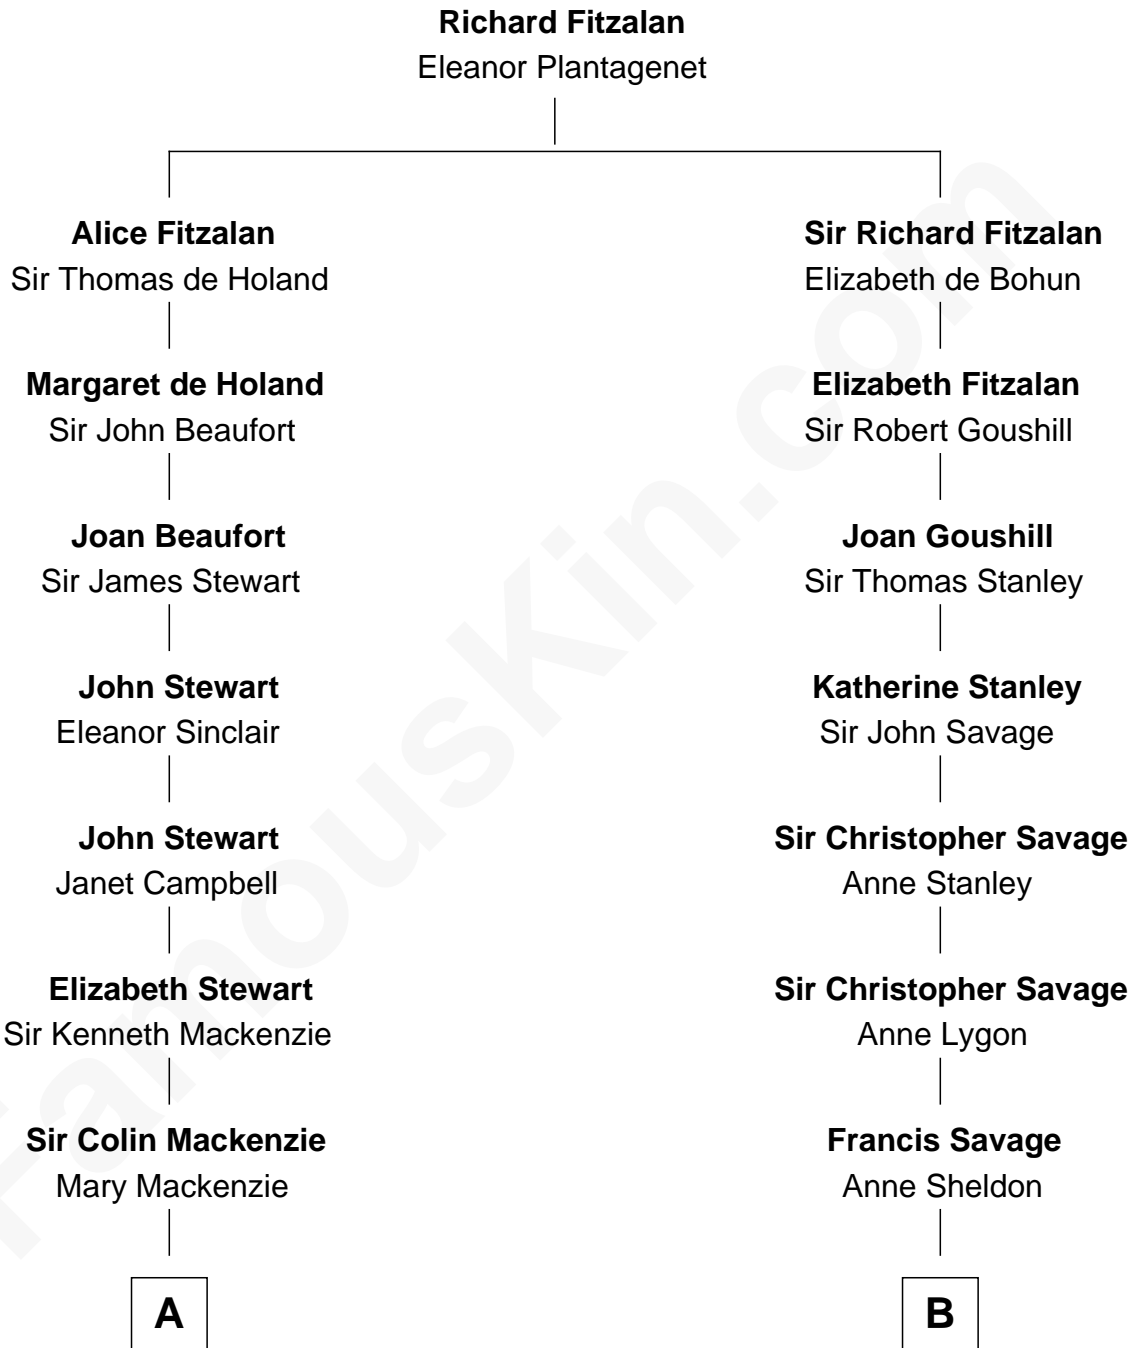 Richard Fitzalan
Eleanor Plantagenet
Alice Fitzalan
Sir Thomas de Holand
Margaret de Holand
Sir John Beaufort
Joan Beaufort
Sir James Stewart
John Stewart
Eleanor Sinclair
John Stewart
Janet Campbell
Elizabeth Stewart
Sir Kenneth Mackenzie
Sir Colin Mackenzie
Mary Mackenzie
A
Sir Richard Fitzalan
Elizabeth de Bohun
Elizabeth Fitzalan
Sir Robert Goushill
Joan Goushill
Sir Thomas Stanley
Katherine Stanley
Sir John Savage
Sir Christopher Savage
Anne Stanley
Sir Christopher Savage
Anne Lygon
Francis Savage
Anne Sheldon
B
FamousKin.com